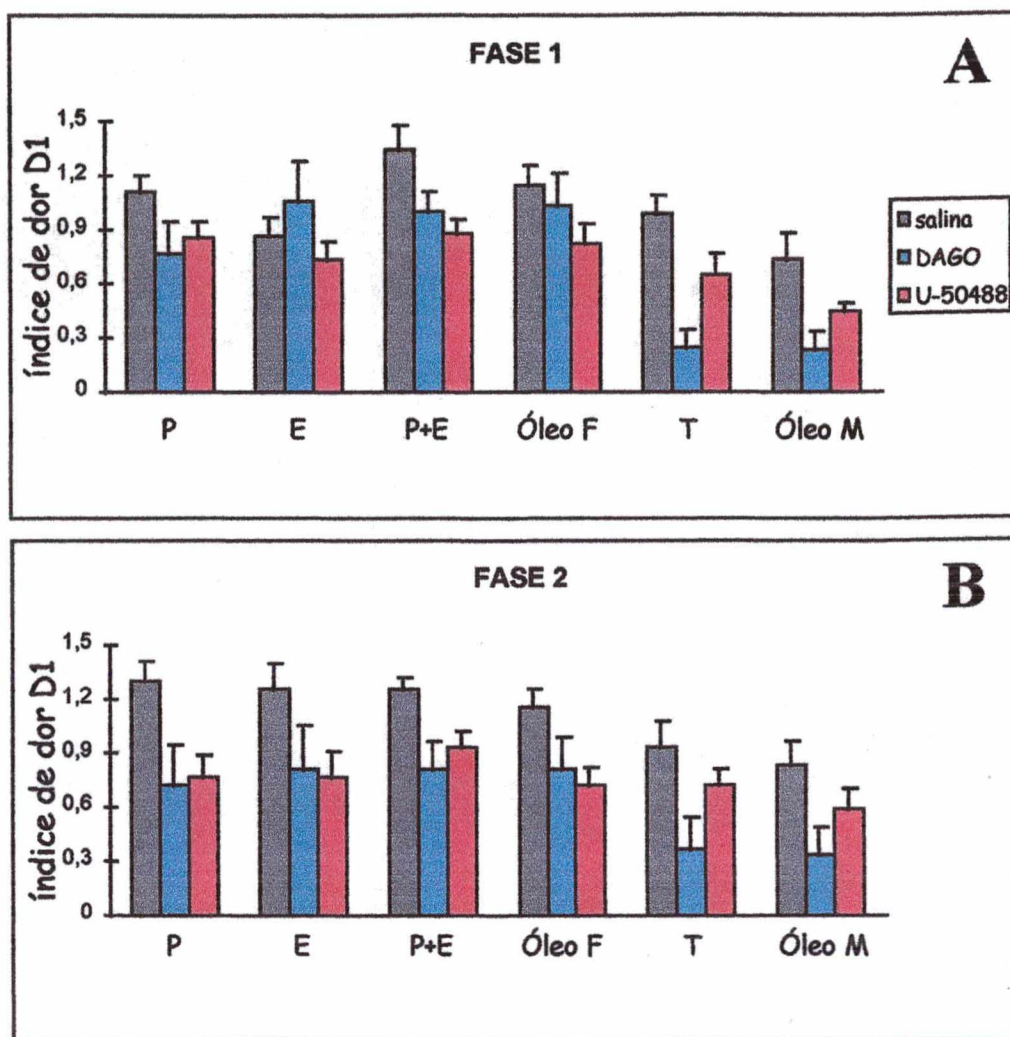 FASE 1
A
índice de dor D1
1,5
1,2
0,9
0,6
0,3
0
P E P+E Óleo F T Óleo M
salina
DAGO
U-50488
FASE 2
B
índice de dor D1
1,5
1,2
0,9
0,6
0,3
0
P E P+E Óleo F T Óleo M